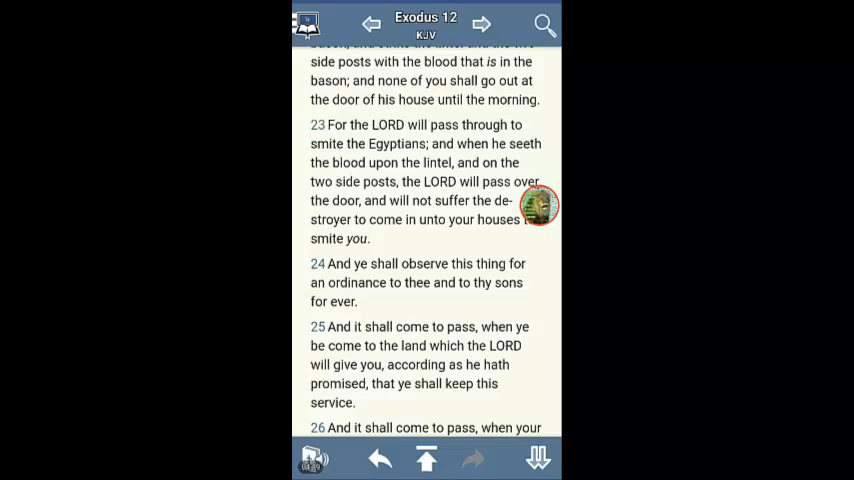 Exodus 12
KJV
side posts with the blood that is in the
bason; and none of you shall go out at
the door of his house until the morning.
23 For the LORD will pass through to
smite the Egyptians; and when he seeth
the blood upon the lintel, and on the
two side posts, the LORD will pass over
the door, and will not suffer the de-
stroyer to come in unto your houses
smite you.
24 And ye shall observe this thing for
an ordinance to thee and to thy sons
for ever.
25 And it shall come to pass, when ye
be come to the land which the LORD
will give you, according as he hath
promised, that ye shall keep this
service.
26 And it shall come to pass, when your